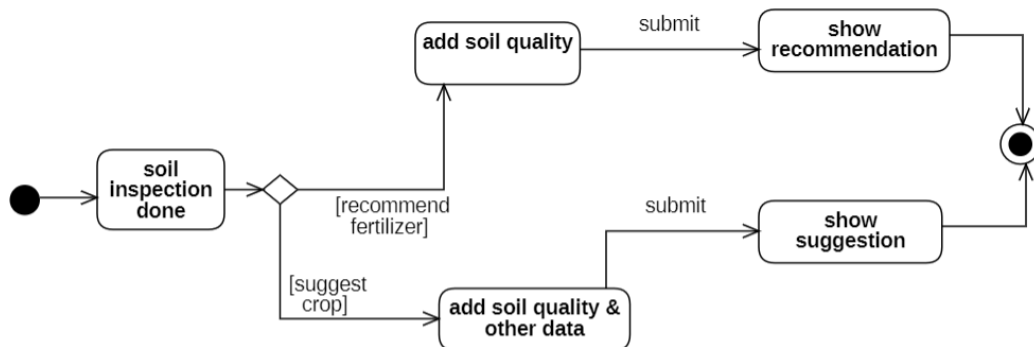 add soil quality
submit
show
recommendation
soil
inspection
done
[recommend
fertilizer]
submit
show
suggestion
[suggest
crop]
add soil quality &
other data